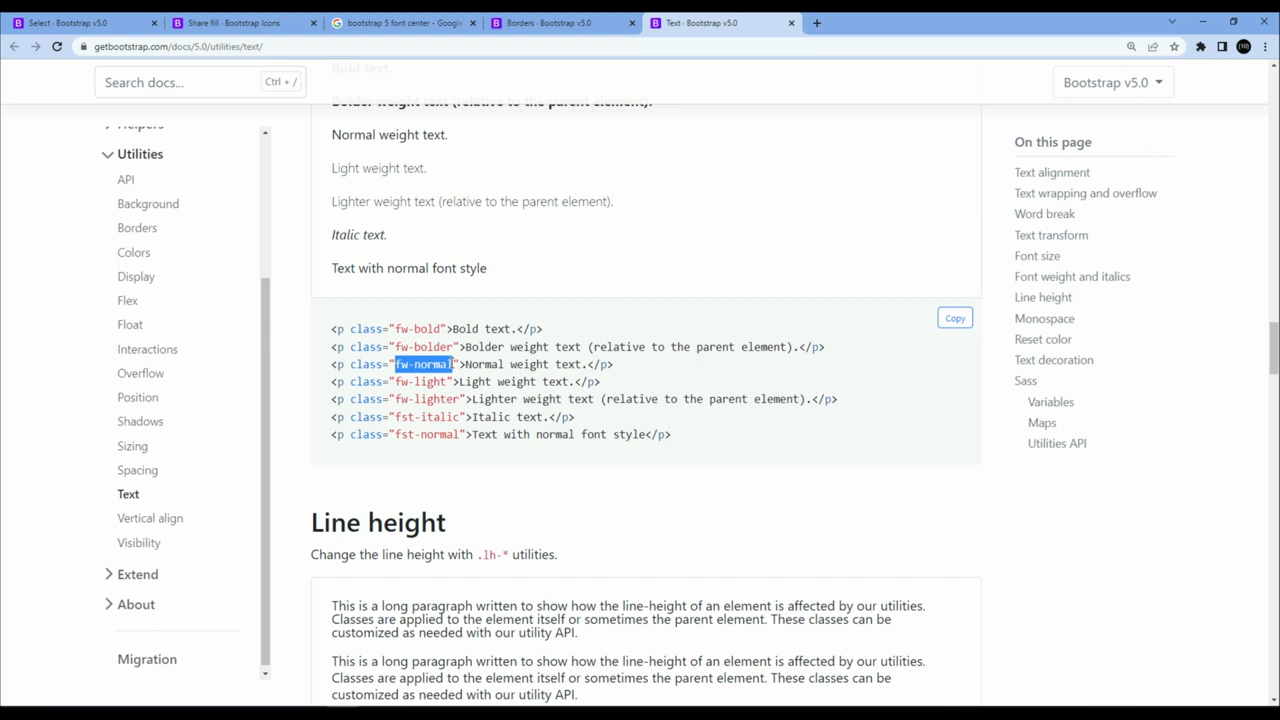 Select · Bootstrap v5.0
Share fill · Bootstrap Icons
bootstrap 5 font center - Google
Borders · Bootstrap v5.0
Text · Bootstrap v5.0
getbootstrap.com/docs/5.0/utilities/text/
Search docs...
Ctrl + /
Bootstrap v5.0
Helpers
Utilities
API
Background
Borders
Colors
Display
Flex
Float
Interactions
Overflow
Position
Shadows
Sizing
Spacing
Text
Vertical align
Visibility
Extend
About
Migration
Bold text.
Bolder weight text (relative to the parent element).
Normal weight text.
Light weight text.
Lighter weight text (relative to the parent element).
Italic text.
Text with normal font style
Copy
<p class="fw-bold">Bold text.</p>
<p class="fw-bolder">Bolder weight text (relative to the parent element).</p>
<p class="fw-normal">Normal weight text.</p>
<p class="fw-light">Light weight text.</p>
<p class="fw-lighter">Lighter weight text (relative to the parent element).</p>
<p class="fst-italic">Italic text.</p>
<p class="fst-normal">Text with normal font style</p>
Line height
Change the line height with .lh-* utilities.
This is a long paragraph written to show how the line-height of an element is affected by our utilities.
Classes are applied to the element itself or sometimes the parent element. These classes can be
customized as needed with our utility API.
This is a long paragraph written to show how the line-height of an element is affected by our utilities.
Classes are applied to the element itself or sometimes the parent element. These classes can be
customized as needed with our utility API.
On this page
Text alignment
Text wrapping and overflow
Word break
Text transform
Font size
Font weight and italics
Line height
Monospace
Reset color
Text decoration
Sass
Variables
Maps
Utilities API